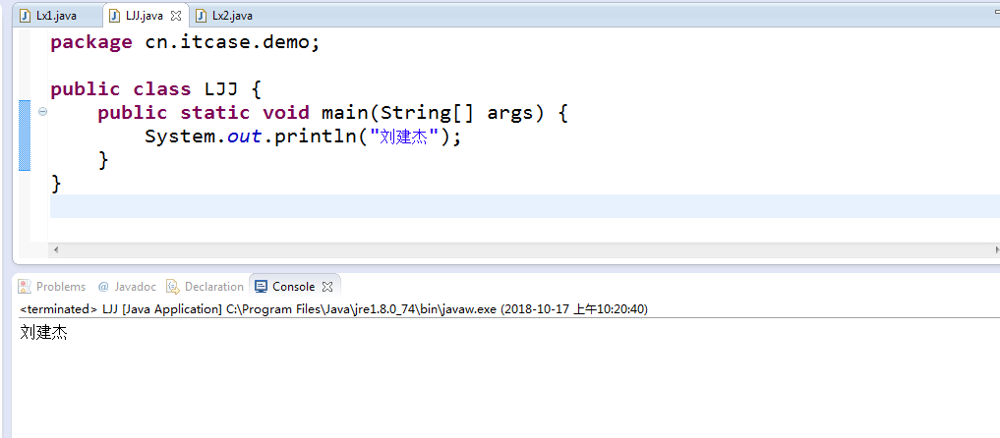 Lx1.java LJJ.java Lx2.java
package cn.itcase.demo;
public class LJJ {
public static void main(String[] args) {
System.out.println("刘建杰");
}
}
Problems @ Javadoc Declaration Console
<terminated> LJJ [Java Application] C:\Program Files\Java\jre1.8.0_74\bin\javaw.exe (2018-10-17 上午10:20:40)
刘建杰